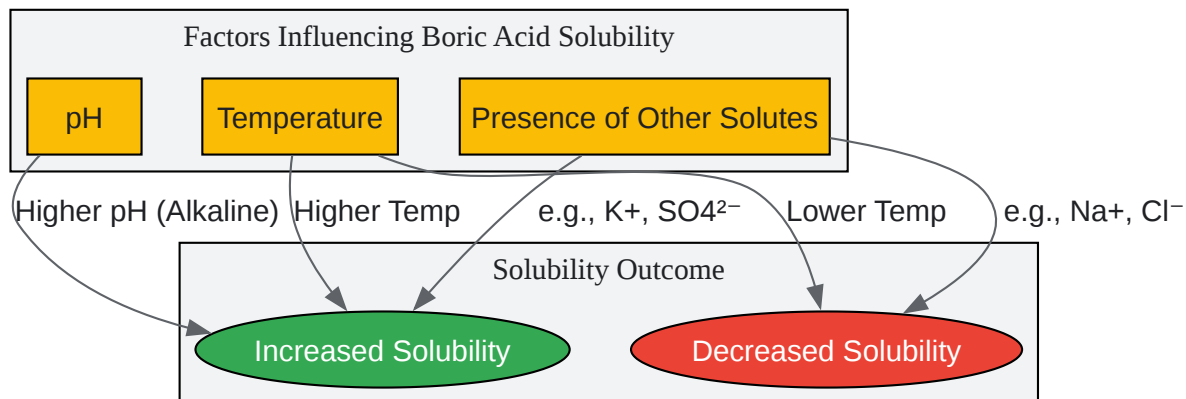 Factors Influencing Boric Acid Solubility
pH
Temperature
Presence of Other Solutes
Higher pH (Alkaline)
Higher Temp
e.g., K+, SO4²⁻
Lower Temp
e.g., Na+, Cl⁻
Solubility Outcome
Increased Solubility
Decreased Solubility